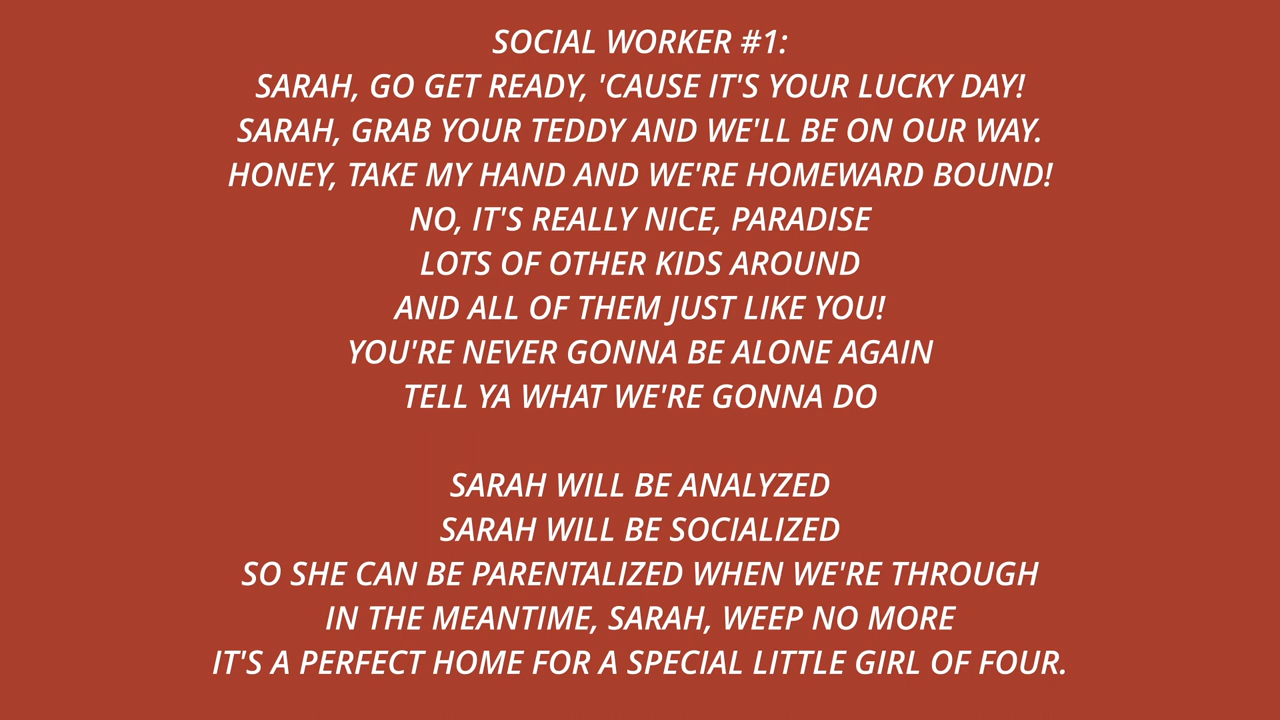 SOCIAL WORKER #1:
SARAH, GO GET READY, 'CAUSE IT'S YOUR LUCKY DAY!
SARAH, GRAB YOUR TEDDY AND WE'LL BE ON OUR WAY.
HONEY, TAKE MY HAND AND WE'RE HOMEWARD BOUND!
NO, IT'S REALLY NICE, PARADISE
LOTS OF OTHER KIDS AROUND
AND ALL OF THEM JUST LIKE YOU!
YOU'RE NEVER GONNA BE ALONE AGAIN
TELL YA WHAT WE'RE GONNA DO
SARAH WILL BE ANALYZED
SARAH WILL BE SOCIALIZED
SO SHE CAN BE PARENTALIZED WHEN WE'RE THROUGH
IN THE MEANTIME, SARAH, WEEP NO MORE
IT'S A PERFECT HOME FOR A SPECIAL LITTLE GIRL OF FOUR.